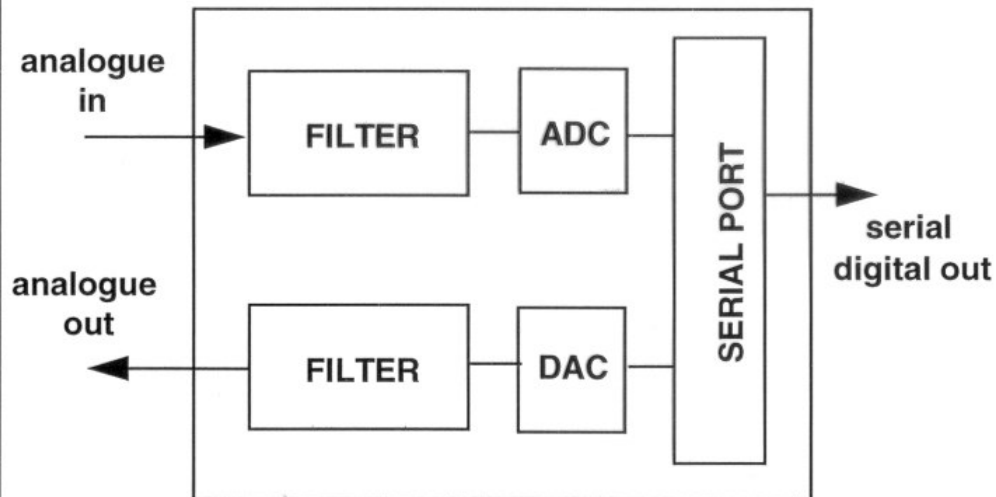 analogue
in
FILTER
ADC
SERIAL PORT
serial
digital out
analogue
out
FILTER
DAC